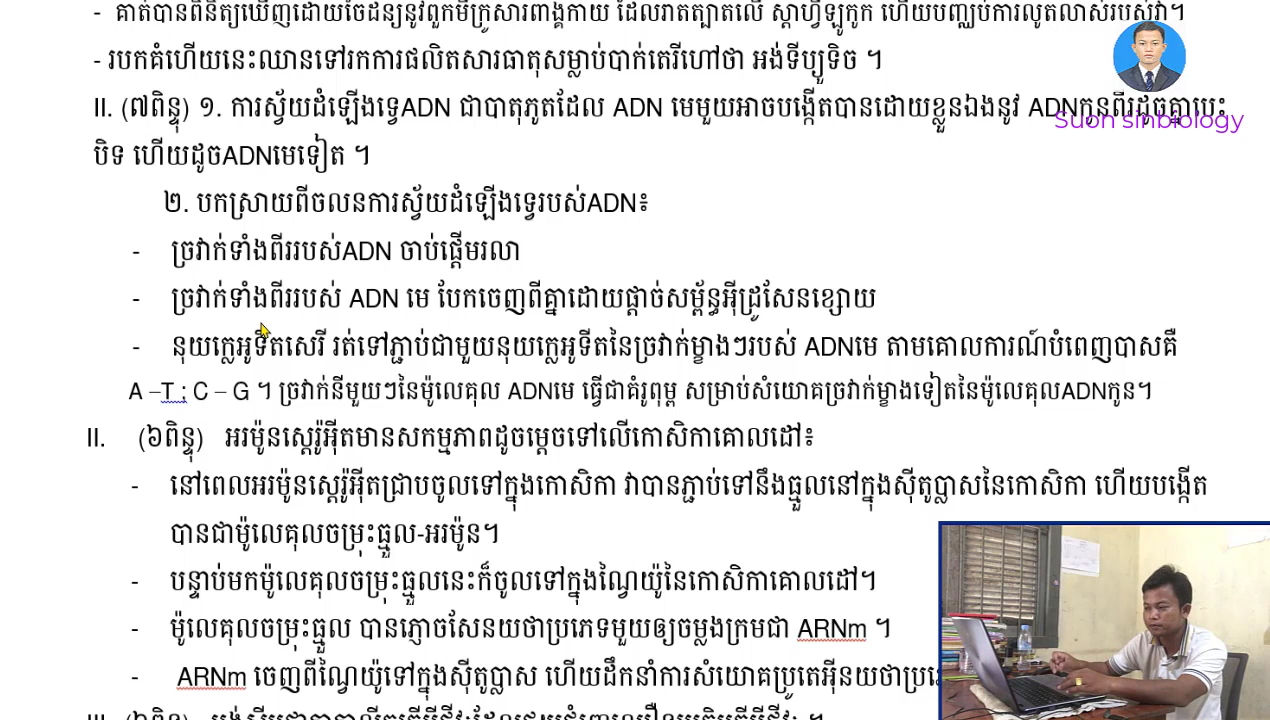 - គាត់បានពិនិត្យឃើញដោយចៃដន្យនូវពួកមីក្រូសារពាង្គកាយ ដែលរាតត្បាតលើ ស្តាហ្វីឡូកូក ហើយបញ្ឈប់ការលូតលាស់របស់វា។
- របកគំហើយនេះឈានទៅរកការផលិតសារធាតុសម្លាប់បាក់តេរីហៅថា អង់ទីប្យូទិច ។
II. (៧ពិន្ទុ) ១. ការស្វ័យដំឡើងទ្វេADN ជាបាតុភូតដែល ADN មេមួយអាចបង្កើតបានដោយខ្លួនឯងនូវ ADNកូនពីរដូចគ្នាបេះ
Suon sinbiology
បិទ ហើយដូចADNមេទៀត ។
២. បកស្រាយពីចលនការស្វ័យដំឡើងទ្វេរបស់ADN៖
- ច្រវាក់ទាំងពីររបស់ADN ចាប់ផ្តើមរលា
- ច្រវាក់ទាំងពីររបស់ ADN មេ បែកចេញពីគ្នាដោយផ្តាច់សម្ព័ន្ធអ៊ីដ្រូសែនខ្សោយ
- នុយក្លេអូទីតសេរី រត់ទៅភ្ជាប់ជាមួយនុយក្លេអូទីតនៃច្រវាក់ម្ខាងៗរបស់ ADNមេ តាមគោលការណ៍បំពេញបាសគឺ
A –T ; C – G ។ ច្រវាក់នីមួយៗនៃម៉ូលេគុល ADNមេ ធ្វើជាគំរូពុម្ព សម្រាប់សំយោគច្រវាក់ម្ខាងទៀតនៃម៉ូលេគុលADNកូន។
II. (៦ពិន្ទុ) អរម៉ូនស្តេរ៉ូអ៊ីតមានសកម្មភាពដូចម្តេចទៅលើកោសិកាគោលដៅ៖
- នៅពេលអរម៉ូនស្តេរ៉ូអ៊ីតជ្រាបចូលទៅក្នុងកោសិកា វាបានភ្ជាប់ទៅនឹងធ្មួលនៅក្នុងស៊ីតូប្លាសនៃកោសិកា ហើយបង្កើត
បានជាម៉ូលេគុលចម្រុះធ្មួល-អរម៉ូន។
- បន្ទាប់មកម៉ូលេគុលចម្រុះធ្មួលនេះក៏ចូលទៅក្នុងណ្វៃយ៉ូនៃកោសិកាគោលដៅ។
- ម៉ូលេគុលចម្រុះធ្មួល បានភ្ញោចសែនយថាប្រភេទមួយឲ្យចម្លងក្រមជា ARNm ។
- ARNm ចេញពីណ្វៃយ៉ូទៅក្នុងស៊ីតូប្លាស ហើយដឹកនាំការសំយោគប្រូតេអ៊ីនយថាប្រភេ